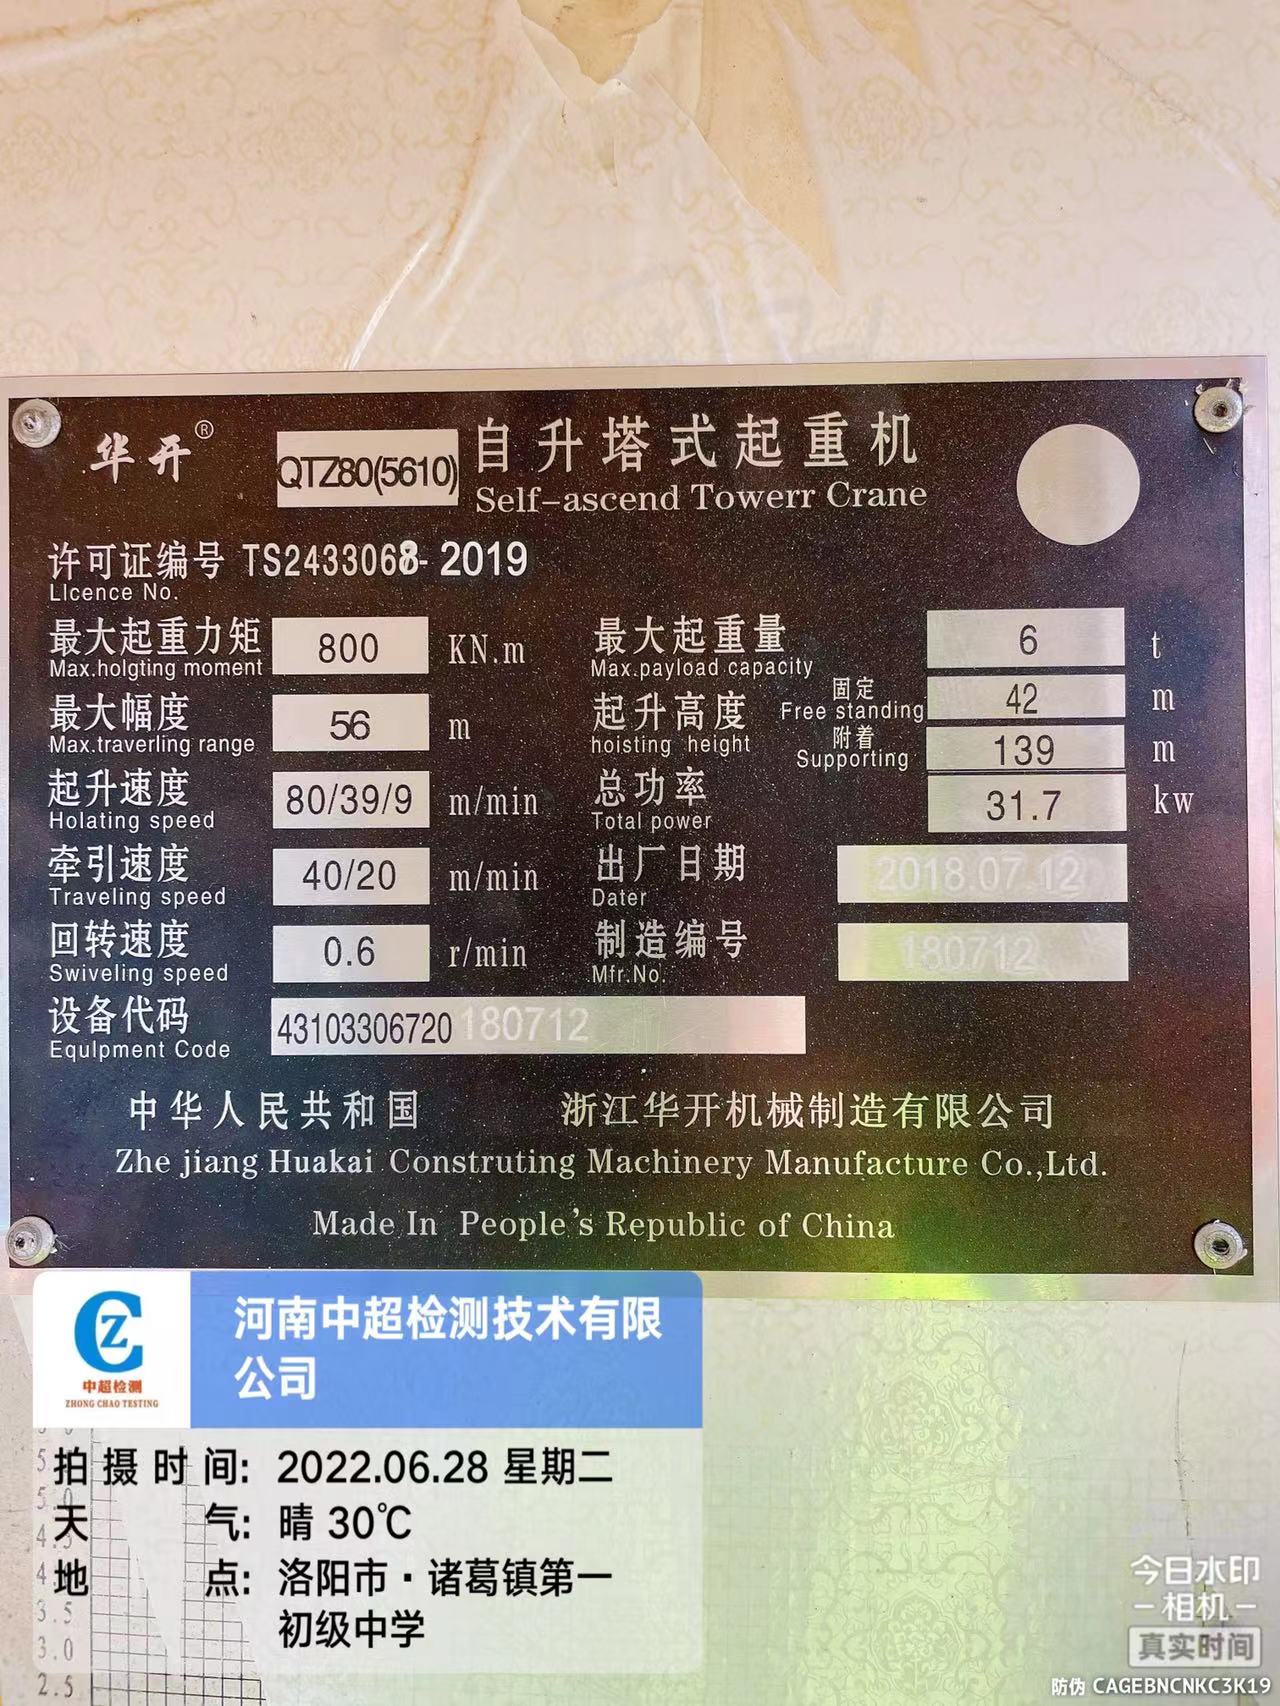 华开®
QTZ80(5610)
自升塔式起重机
Self-ascend Towerr Crane
许可证编号 TS2433068-2019
LIcence No.
最大起重力矩 800 KN.m
Max.holgting moment
最大起重量 6 t
Max.payload capacity
最大幅度 56 m
Max.traverling range
起升高度 固定 42 m
hoisting height Free standing
附着 139 m
Supporting
起升速度 80/39/9 m/min
Holating speed
总功率 31.7 kw
Total power
牵引速度 40/20 m/min
Traveling speed
出厂日期 2018.07.12
Dater
回转速度 0.6 r/min
Swiveling speed
制造编号 180712
Mfr.No.
设备代码 43103306720180712
Equlpment Code
中华人民共和国 浙江华开机械制造有限公司
Zhe jiang Huakai Construting Machinery Manufacture Co.,Ltd.
Made In People's Republic of China
CZ
中超检测
ZHONG CHAO TESTING
河南中超检测技术有限
公司
拍摄时间: 2022.06.28 星期二
天气: 晴 30℃
地点: 洛阳市·诸葛镇第一
初级中学
3.5
3.0
2.5
今日水印
-相机-
真实时间
防伪 CAGEBNCNKC3K19